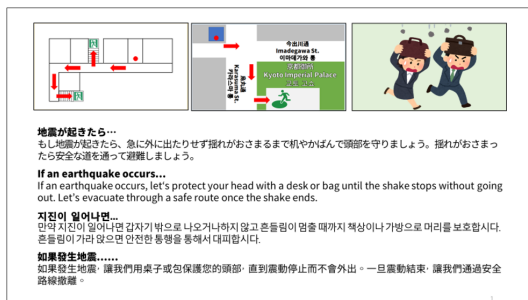 今出川通
Imadegawa St.
이마데가와 통
京都御所
Kyoto Imperial Palace
烏丸通
Karasuma St.
카라스마 통
地震が起きたら…
もし地震が起きたら、急に外に出たりせず揺れがおさまるまで机やかばんで頭部を守りましょう。揺れがおさまっ
たら安全な道を通って避難しましょう。
If an earthquake occurs...
If an earthquake occurs, let's protect your head with a desk or bag until the shake stops without going
out. Let's evacuate through a safe route once the shake ends.
지진이 일어나면...
만약 지진이 일어나면 갑자기 밖으로 나오거나하지 않고 흔들림이 멈출 때까지 책상이나 가방으로 머리를 보호합시다.
흔들림이 가라 앉으면 안전한 통행을 통해서 대피합시다.
如果發生地震……
如果發生地震，讓我們用桌子或包保護您的頭部，直到震動停止而不會外出。一旦震動結束，讓我們通過安全
路線撤離。